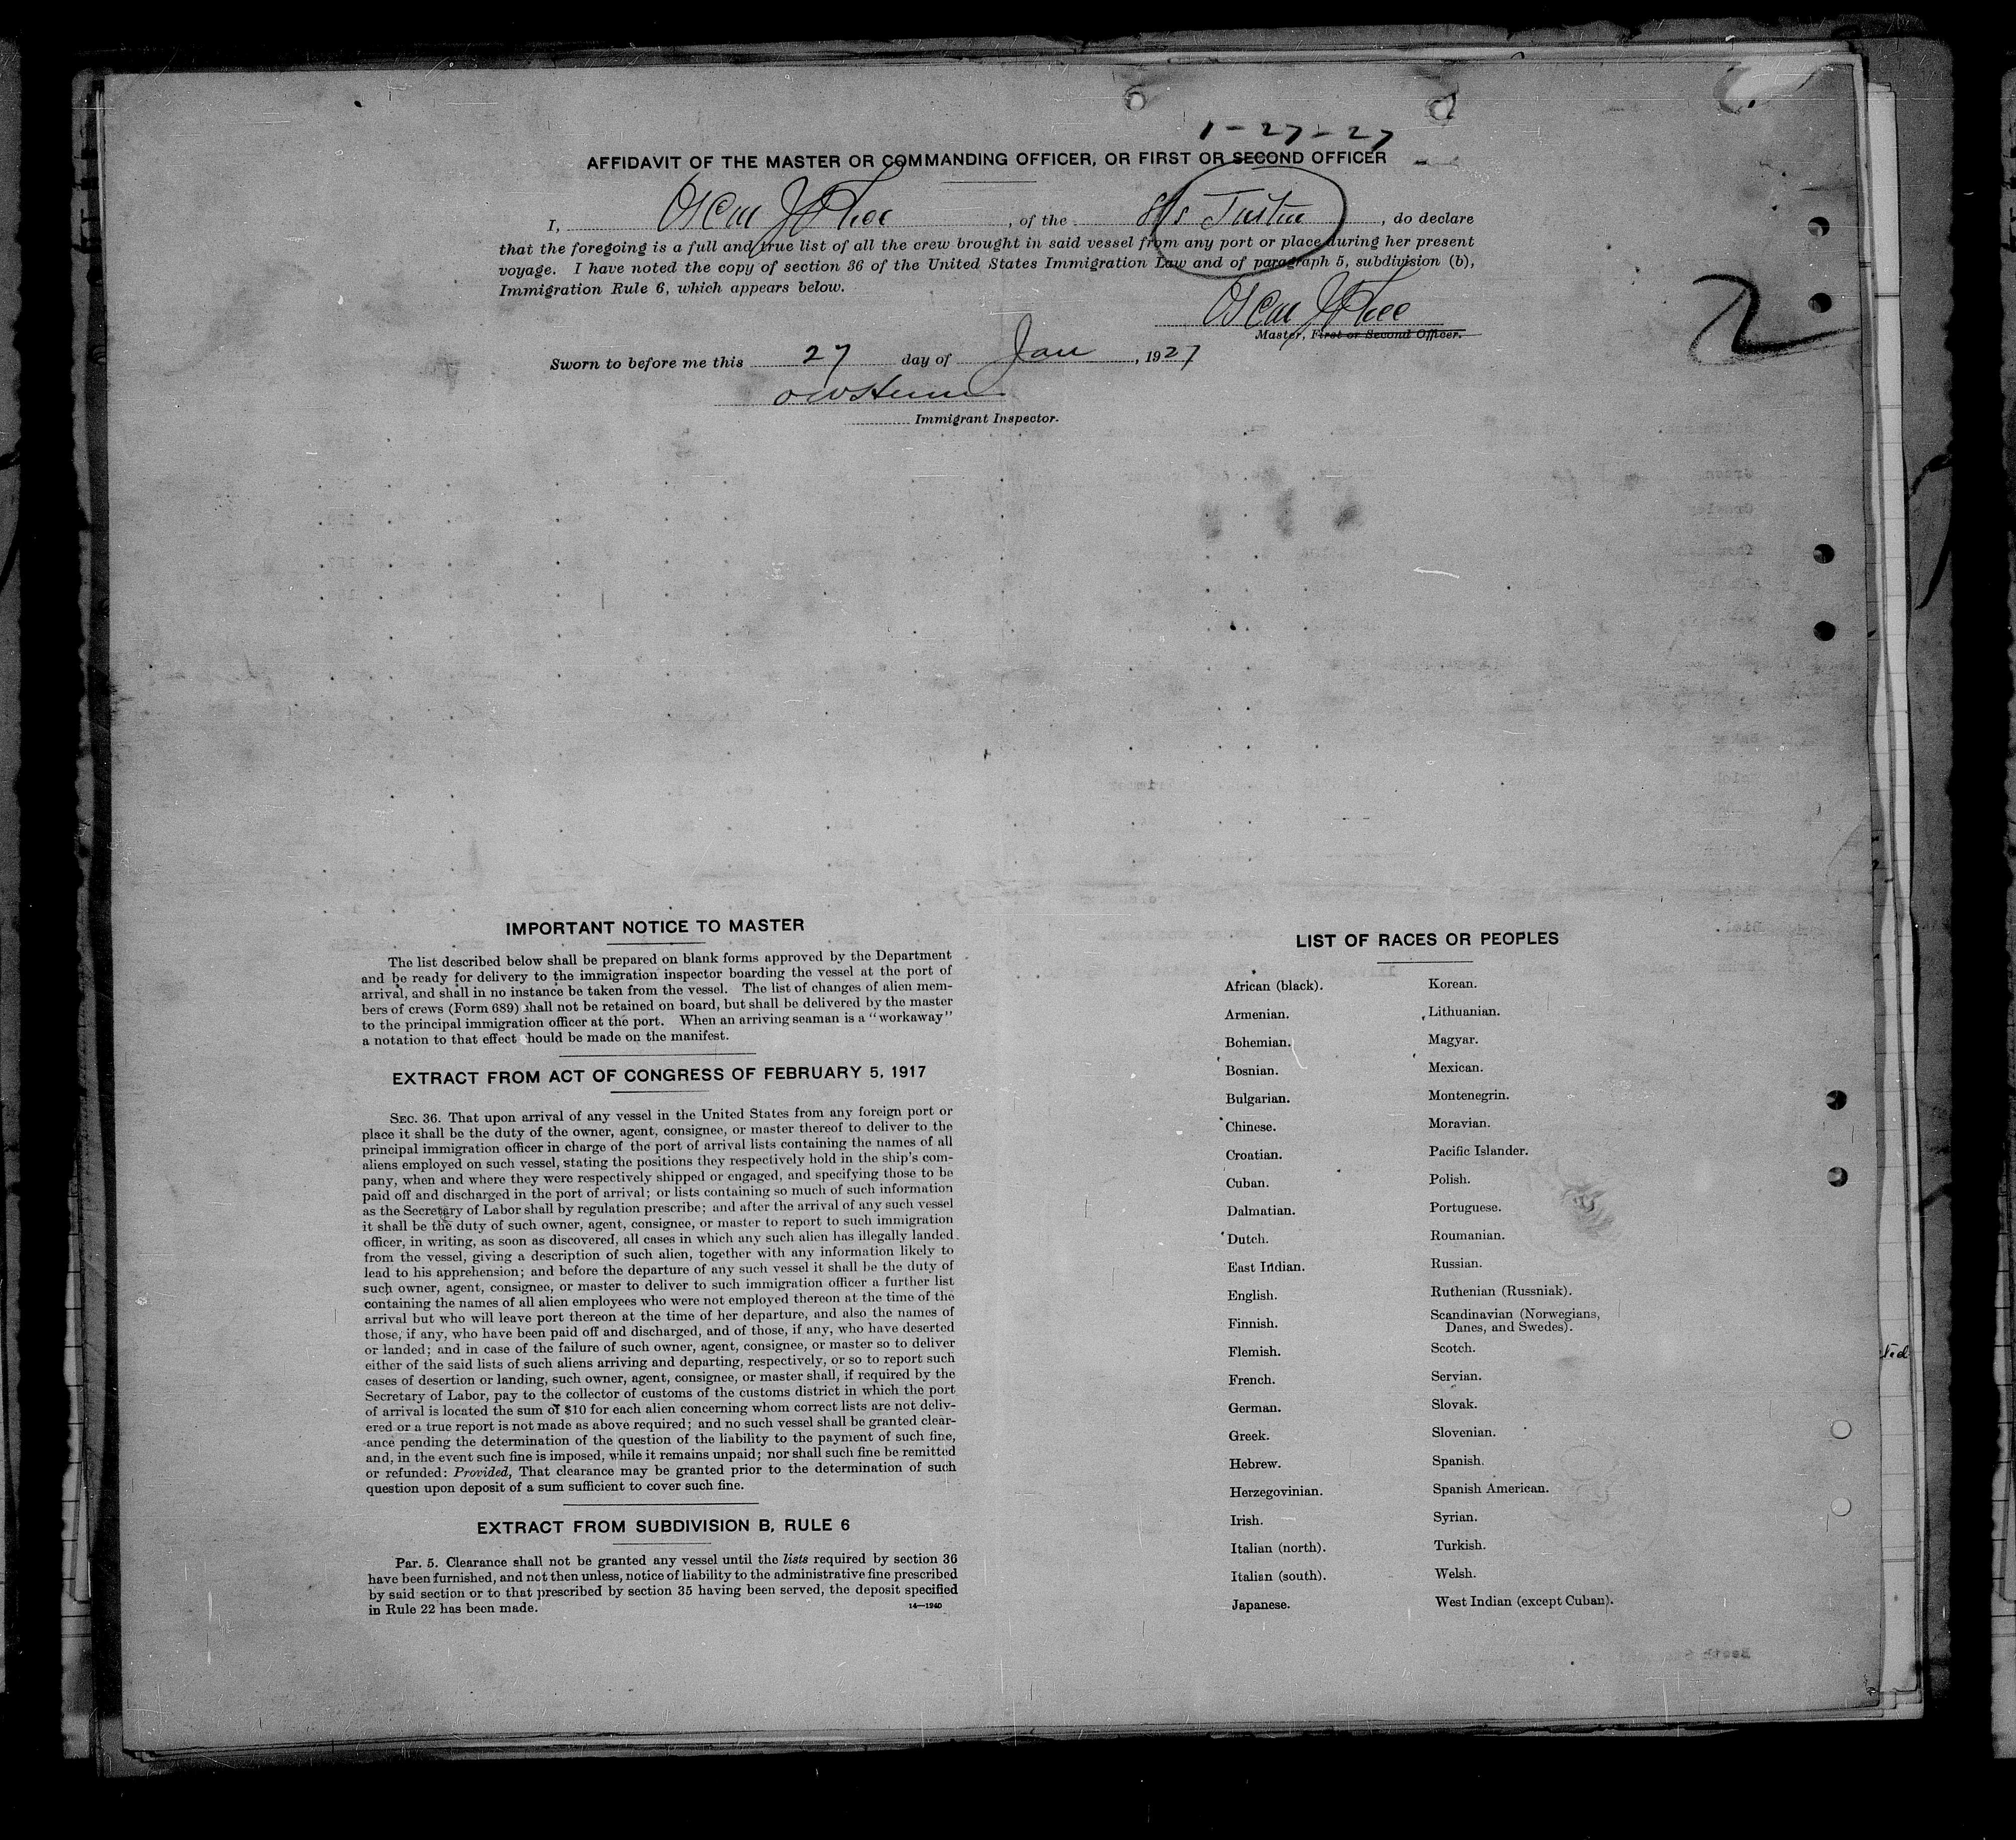 1-27-27
AFFIDAVIT OF THE MASTER OR COMMANDING OFFICER, OR FIRST OR SECOND OFFICER
I, Oscar, of the S/s, do declare
that the foregoing is a full and true list of all the crew brought in said vessel from any port or place during her present
voyage. I have noted the copy of section 36 of the United States Immigration Law and of paragraph 5, subdivision (b),
Immigration Rule 6, which appears below.
Oscar
Master, First or Second Officer.
2
Sworn to before me this 27 day of Jan, 1927
Immigrant Inspector.
IMPORTANT NOTICE TO MASTER
The list described below shall be prepared on blank forms approved by the Department
and be ready for delivery to the immigration inspector boarding the vessel at the port of
arrival, and shall in no instance be taken from the vessel. The list of changes of alien mem-
bers of crews (Form 689) shall not be retained on board, but shall be delivered by the master
to the principal immigration officer at the port. When an arriving seaman is a "workaway"
a notation to that effect should be made on the manifest.
EXTRACT FROM ACT OF CONGRESS OF FEBRUARY 5, 1917
SEC. 36. That upon arrival of any vessel in the United States from any foreign port or
place it shall be the duty of the owner, agent, consignee, or master thereof to deliver to the
principal immigration officer in charge of the port of arrival lists containing the names of all
aliens employed on such vessel, stating the positions they respectively hold in the ship's com-
pany, when and where they were respectively shipped or engaged, and specifying those to be
paid off and discharged in the port of arrival; or lists containing so much of such information
as the Secretary of Labor shall by regulation prescribe; and after the arrival of any such vessel
it shall be the duty of such owner, agent, consignee, or master to report to such immigration
officer, in writing, as soon as discovered, all cases in which any such alien has illegally landed
from the vessel, giving a description of such alien, together with any information likely to
lead to his apprehension; and before the departure of any such vessel it shall be the duty of
such owner, agent, consignee, or master to deliver to such immigration officer a further list
containing the names of all alien employees who were not employed thereon at the time of the
arrival but who will leave port thereon at the time of her departure, and also the names of
those, if any, who have been paid off and discharged, and of those, if any, who have deserted
or landed; and in case of the failure of such owner, agent, consignee, or master so to deliver
either of the said lists of such aliens arriving and departing, respectively, or so to report such
cases of desertion or landing, such owner, agent, consignee, or master shall, if required by the
Secretary of Labor, pay to the collector of customs of the customs district in which the port
of arrival is located the sum of $10 for each alien concerning whom correct lists are not deliv-
ered or a true report is not made as above required; and no such vessel shall be granted clear-
ance pending the determination of the question of the liability to the payment of such fine,
and, in the event such fine is imposed, while it remains unpaid; nor shall such fine be remitted
or refunded: Provided, That clearance may be granted prior to the determination of such
question upon deposit of a sum sufficient to cover such fine.
EXTRACT FROM SUBDIVISION B, RULE 6
Par. 5. Clearance shall not be granted any vessel until the lists required by section 36
have been furnished, and not then unless, notice of liability to the administrative fine prescribed
by said section or to that prescribed by section 35 having been served, the deposit specified
in Rule 22 has been made.
14—1240
LIST OF RACES OR PEOPLES
African (black).
Armenian.
Bohemian.
Bosnian.
Bulgarian.
Chinese.
Croatian.
Cuban.
Dalmatian.
Dutch.
East Indian.
English.
Finnish.
Flemish.
French.
German.
Greek.
Hebrew.
Herzegovinian.
Irish.
Italian (north).
Italian (south).
Japanese.
Korean.
Lithuanian.
Magyar.
Mexican.
Montenegrin.
Moravian.
Pacific Islander.
Polish.
Portuguese.
Roumanian.
Russian.
Ruthenian (Russniak).
Scandinavian (Norwegians,
Danes, and Swedes).
Scotch.
Servian.
Slovak.
Slovenian.
Spanish.
Spanish American.
Syrian.
Turkish.
Welsh.
West Indian (except Cuban).